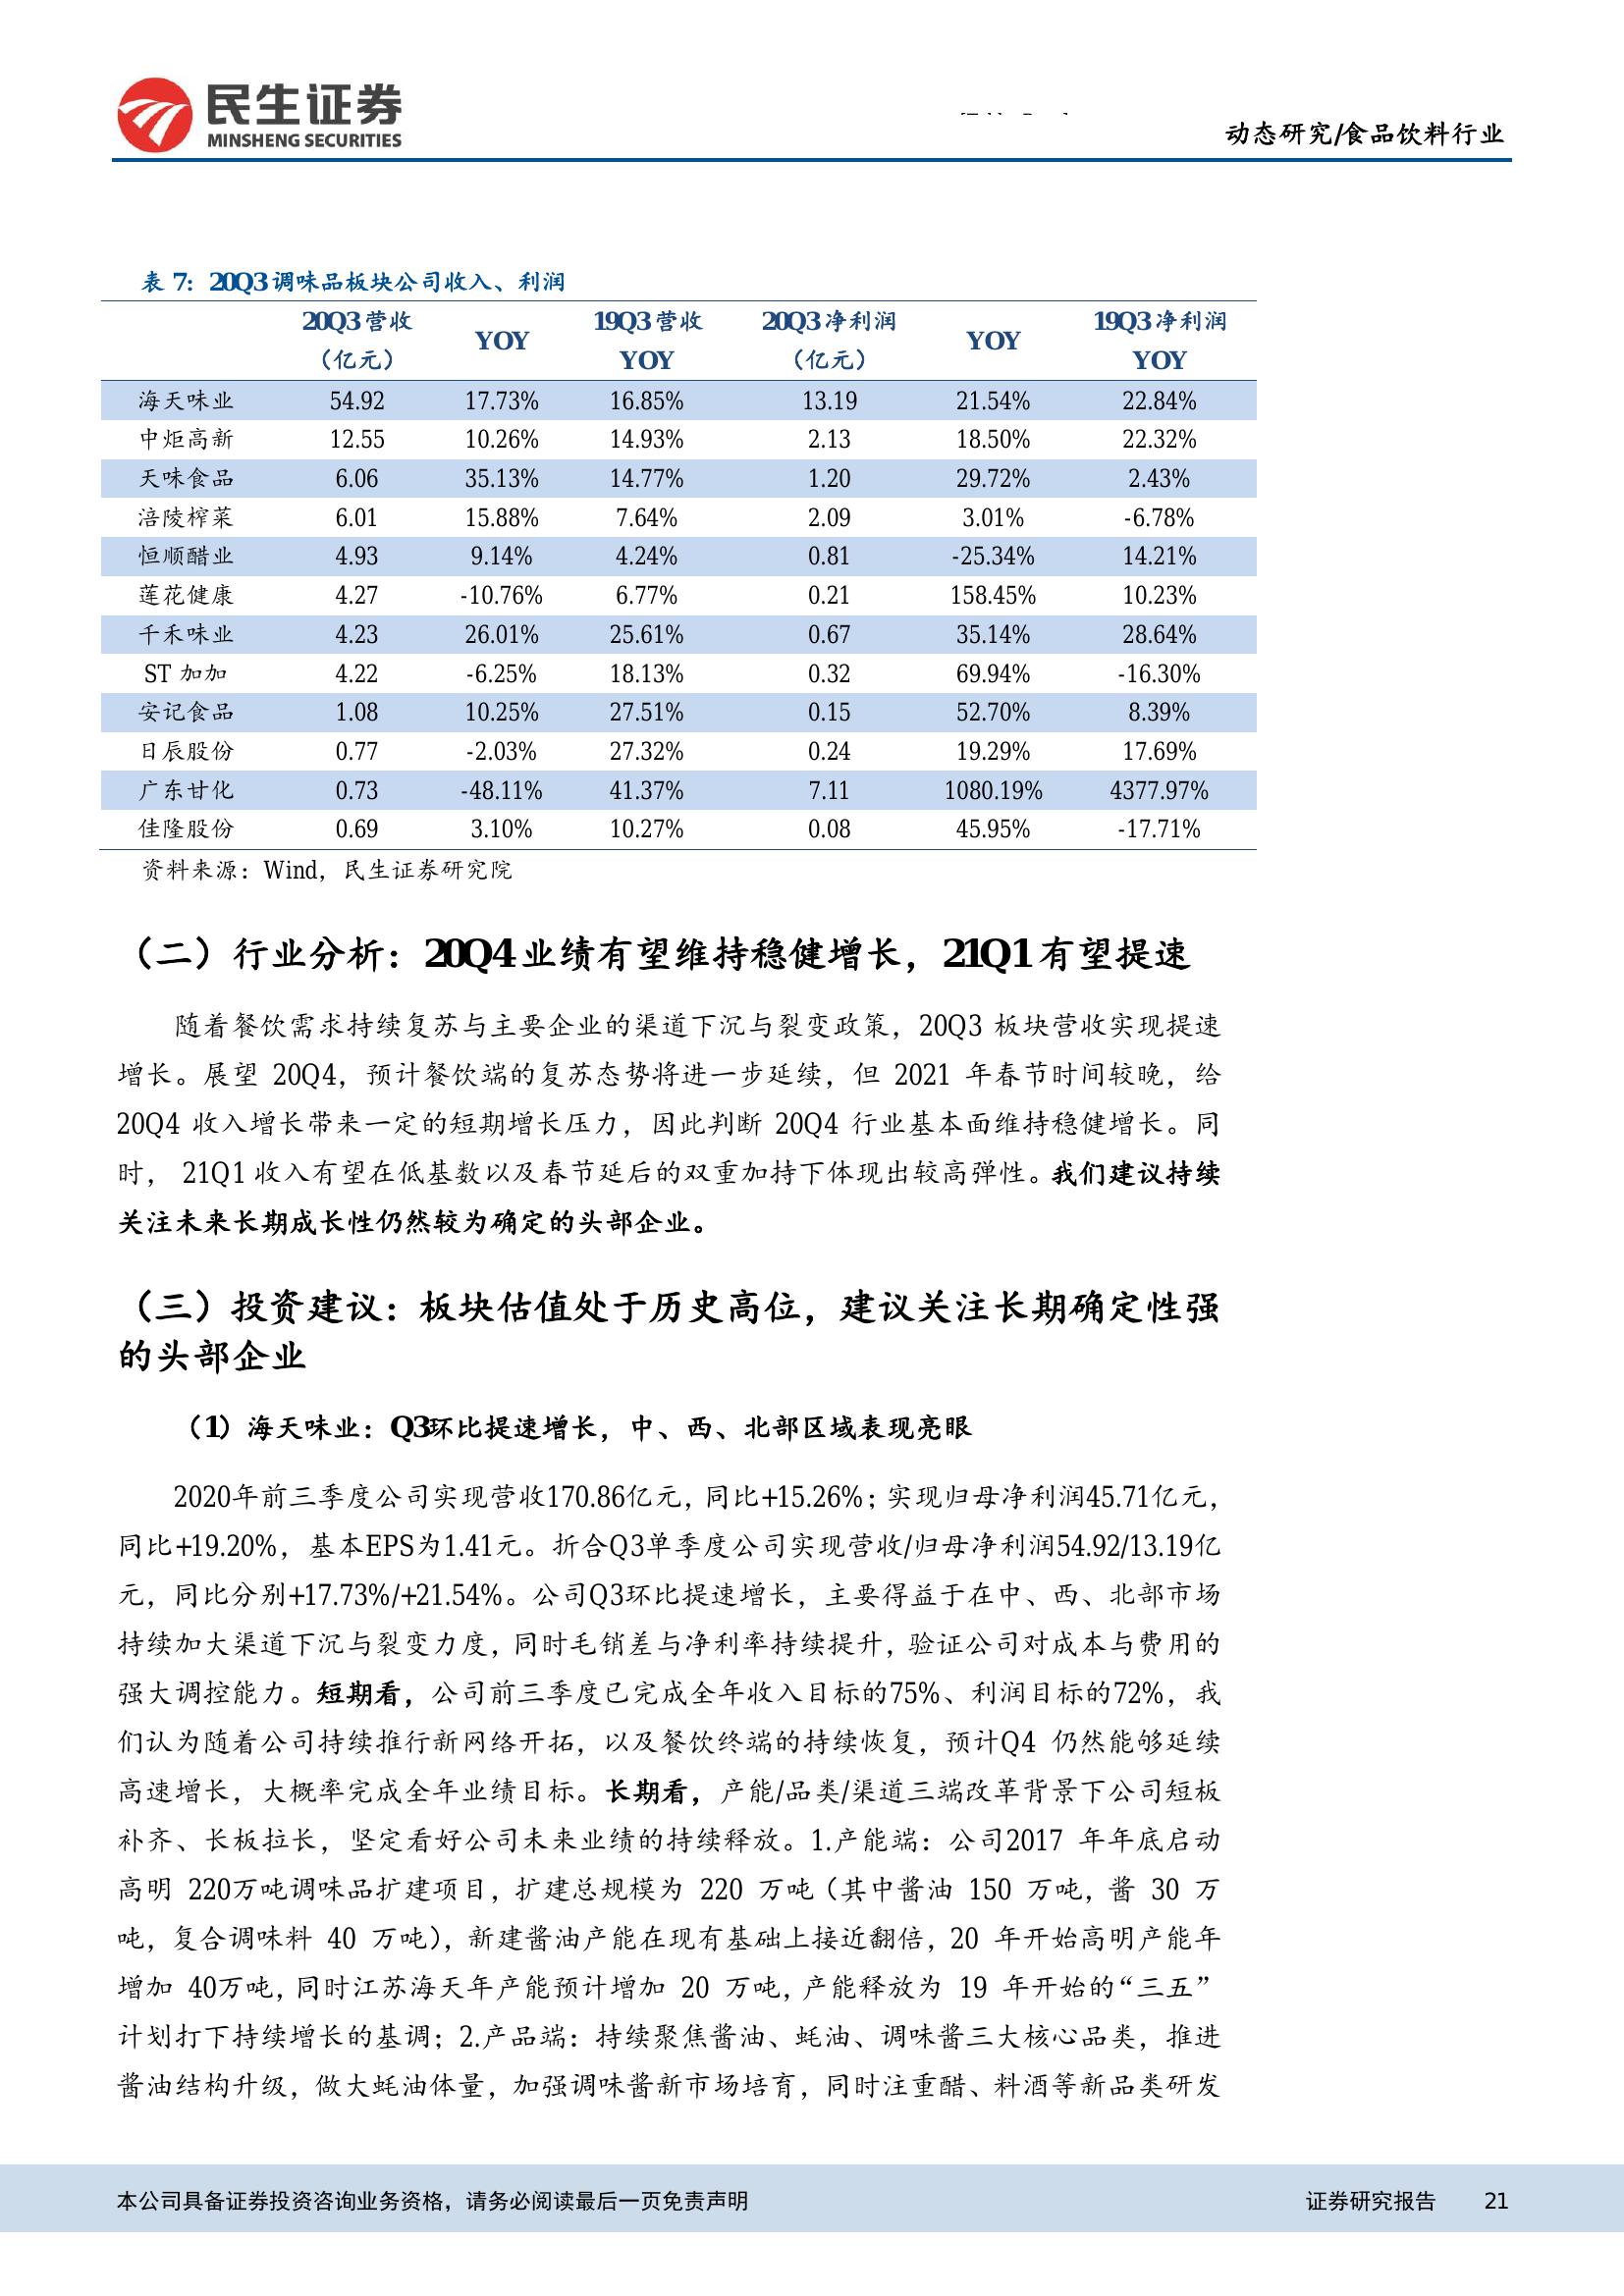 民生证券
MINSHENG SECURITIES
动态研究/食品饮料行业
表 7：20Q3 调味品板块公司收入、利润
20Q3 营收（亿元） YOY 19Q3 营收 YOY 20Q3 净利润（亿元） YOY 19Q3 净利润 YOY
海天味业 54.92 17.73% 16.85% 13.19 21.54% 22.84%
中炬高新 12.55 10.26% 14.93% 2.13 18.50% 22.32%
天味食品 6.06 35.13% 14.77% 1.20 29.72% 2.43%
涪陵榨菜 6.01 15.88% 7.64% 2.09 3.01% -6.78%
恒顺醋业 4.93 9.14% 4.24% 0.81 -25.34% 14.21%
莲花健康 4.27 -10.76% 6.77% 0.21 158.45% 10.23%
千禾味业 4.23 26.01% 25.61% 0.67 35.14% 28.64%
ST 加加 4.22 -6.25% 18.13% 0.32 69.94% -16.30%
安记食品 1.08 10.25% 27.51% 0.15 52.70% 8.39%
日辰股份 0.77 -2.03% 27.32% 0.24 19.29% 17.69%
广东甘化 0.73 -48.11% 41.37% 7.11 1080.19% 4377.97%
佳隆股份 0.69 3.10% 10.27% 0.08 45.95% -17.71%
资料来源：Wind，民生证券研究院
（二）行业分析：20Q4 业绩有望维持稳健增长，21Q1 有望提速
随着餐饮需求持续复苏与主要企业的渠道下沉与裂变政策，20Q3 板块营收实现提速
增长。展望 20Q4，预计餐饮端的复苏态势将进一步延续，但 2021 年春节时间较晚，给
20Q4 收入增长带来一定的短期增长压力，因此判断 20Q4 行业基本面维持稳健增长。同
时， 21Q1 收入有望在低基数以及春节延后的双重加持下体现出较高弹性。我们建议持续
关注未来长期成长性仍然较为确定的头部企业。
（三）投资建议：板块估值处于历史高位，建议关注长期确定性强
的头部企业
（1）海天味业：Q3环比提速增长，中、西、北部区域表现亮眼
2020年前三季度公司实现营收170.86亿元，同比+15.26%；实现归母净利润45.71亿元，
同比+19.20%，基本EPS为1.41元。折合Q3单季度公司实现营收/归母净利润54.92/13.19亿
元，同比分别+17.73%/+21.54%。公司Q3环比提速增长，主要得益于在中、西、北部市场
持续加大渠道下沉与裂变力度，同时毛销差与净利率持续提升，验证公司对成本与费用的
强大调控能力。短期看，公司前三季度已完成全年收入目标的75%、利润目标的72%，我
们认为随着公司持续推行新网络开拓，以及餐饮终端的持续恢复，预计Q4 仍然能够延续
高速增长，大概率完成全年业绩目标。长期看，产能/品类/渠道三端改革背景下公司短板
补齐、长板拉长，坚定看好公司未来业绩的持续释放。1.产能端：公司2017 年年底启动
高明 220万吨调味品扩建项目，扩建总规模为 220 万吨（其中酱油 150 万吨，酱 30 万
吨，复合调味料 40 万吨），新建酱油产能在现有基础上接近翻倍，20 年开始高明产能年
增加 40万吨，同时江苏海天年产能预计增加 20 万吨，产能释放为 19 年开始的“三五”
计划打下持续增长的基调；2.产品端：持续聚焦酱油、蚝油、调味酱三大核心品类，推进
酱油结构升级，做大蚝油体量，加强调味酱新市场培育，同时注重醋、料酒等新品类研发
本公司具备证券投资咨询业务资格，请务必阅读最后一页免责声明 证券研究报告 21